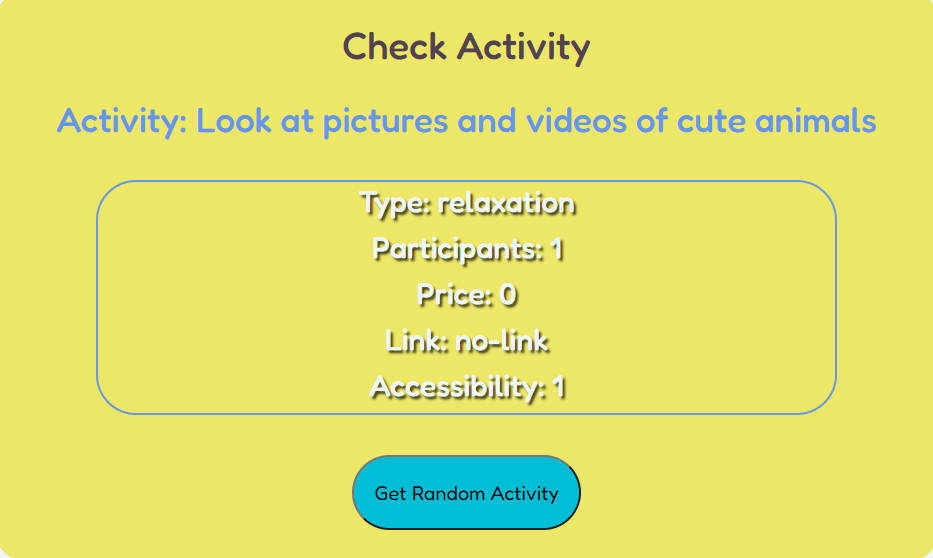 Check Activity
Activity: Look at pictures and videos of cute animals
Type: relaxation
Participants: 1
Price: 0
Link: no-link
Accessibility: 1
Get Random Activity